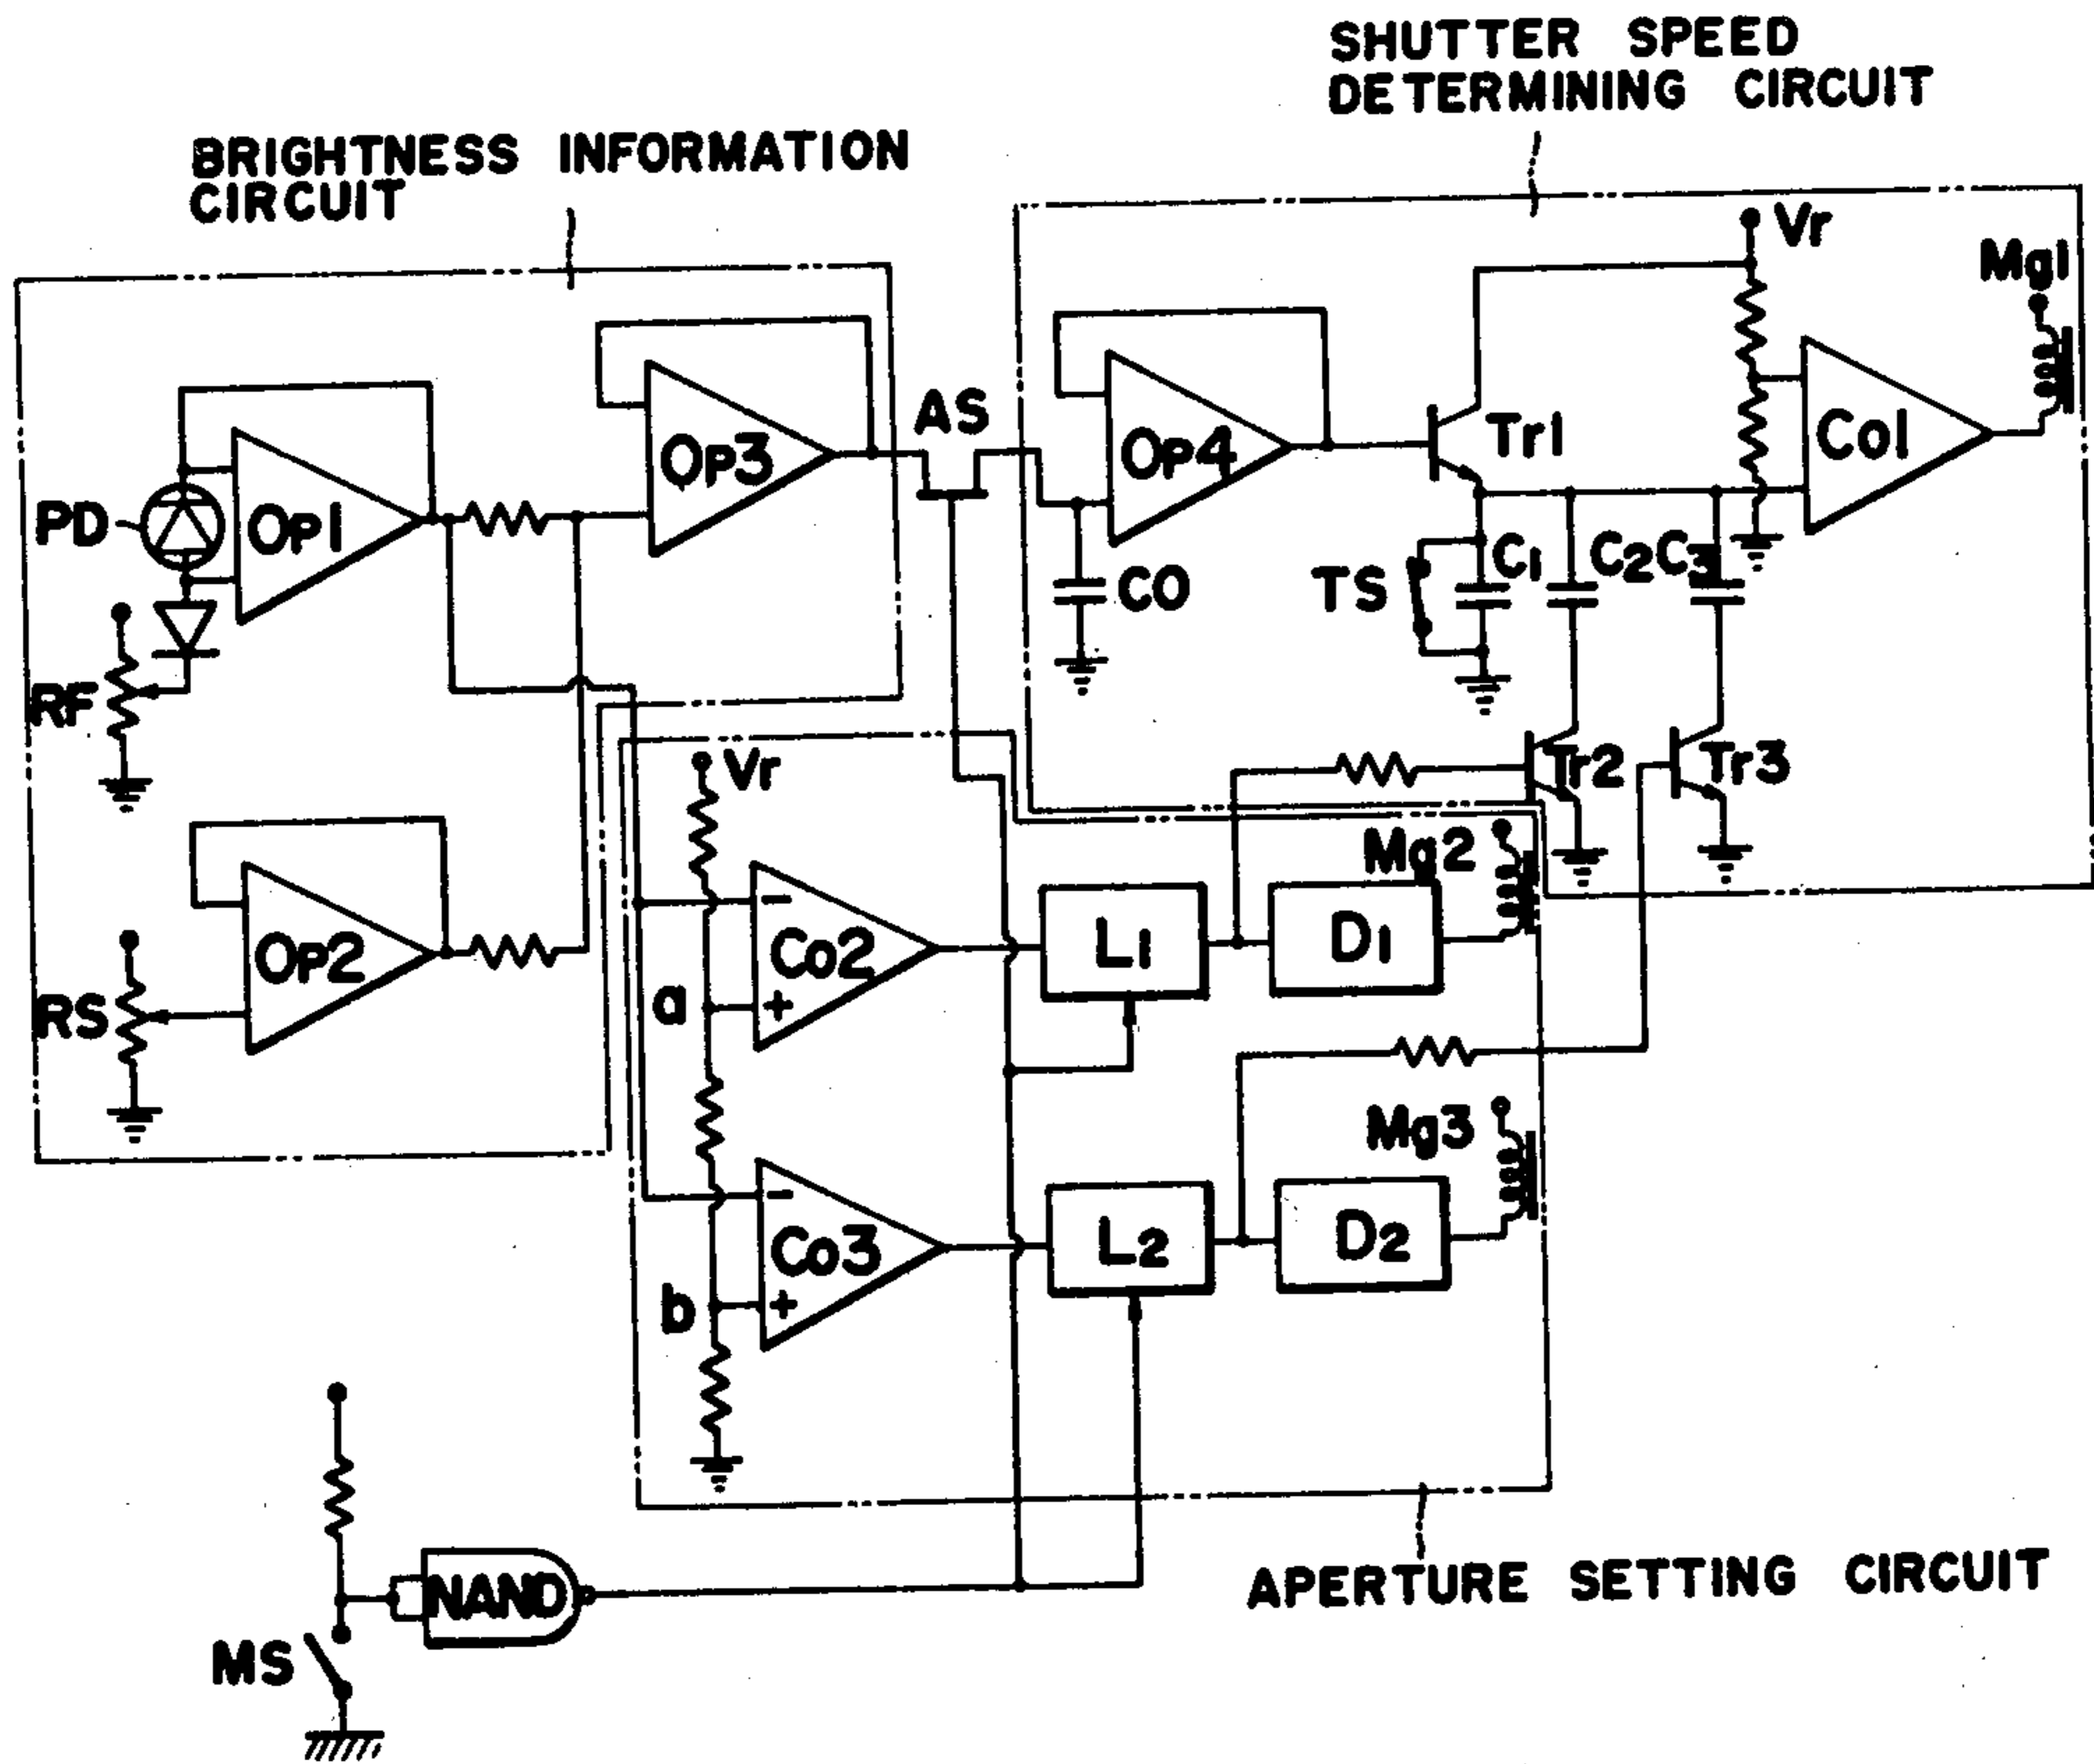 SHUTTER SPEED
DETERMINING CIRCUIT
BRIGHTNESS INFORMATION
CIRCUIT
Vr
Mg1
AS
Op3
Op4
Tr1
Co1
PD
Op1
TS
C1
C2
C3
CO
RF
Vr
Tr2
Tr3
Mg2
Op2
Co2
-
+
L1
D1
a
RS
Mg3
Co3
-
+
L2
D2
b
NAND
MS
APERTURE SETTING CIRCUIT